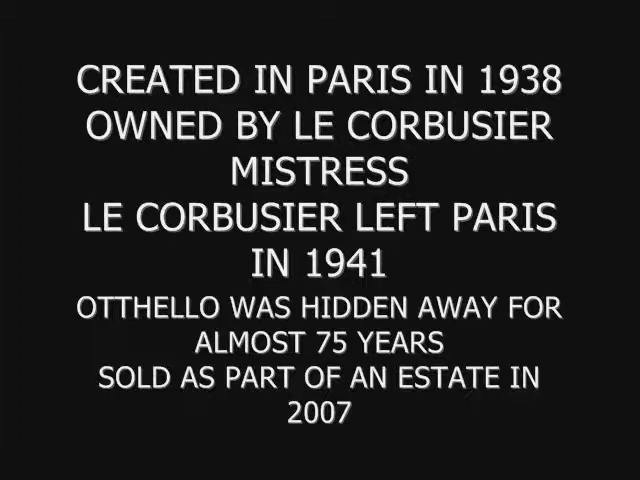 CREATED IN PARIS IN 1938
OWNED BY LE CORBUSIER
MISTRESS
LE CORBUSIER LEFT PARIS
IN 1941
OTTHELLO WAS HIDDEN AWAY FOR
ALMOST 75 YEARS
SOLD AS PART OF AN ESTATE IN
2007